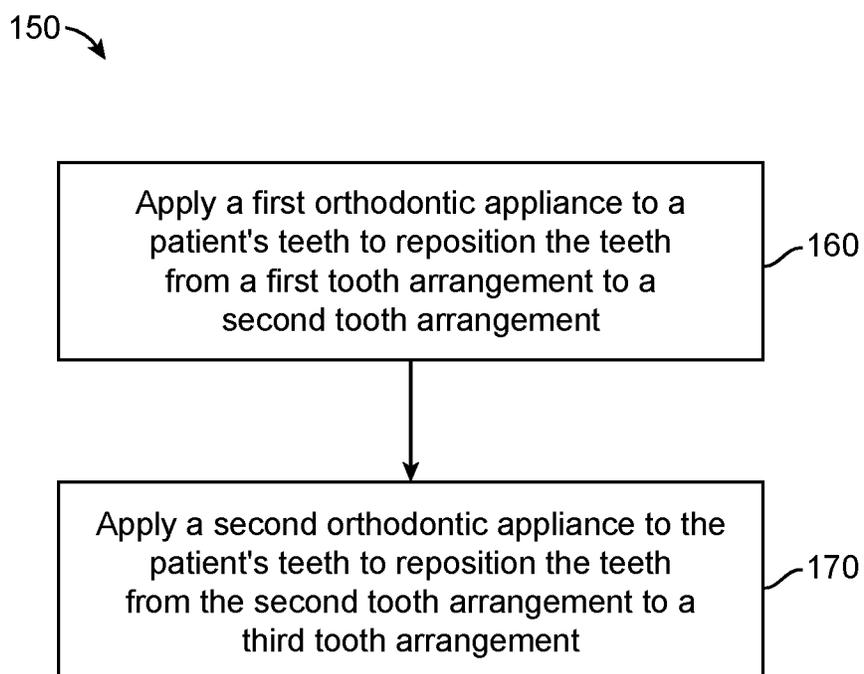 150
Apply a first orthodontic appliance to a
patient's teeth to reposition the teeth
from a first tooth arrangement to a
second tooth arrangement
160
Apply a second orthodontic appliance to the
patient's teeth to reposition the teeth
from the second tooth arrangement to a
third tooth arrangement
170